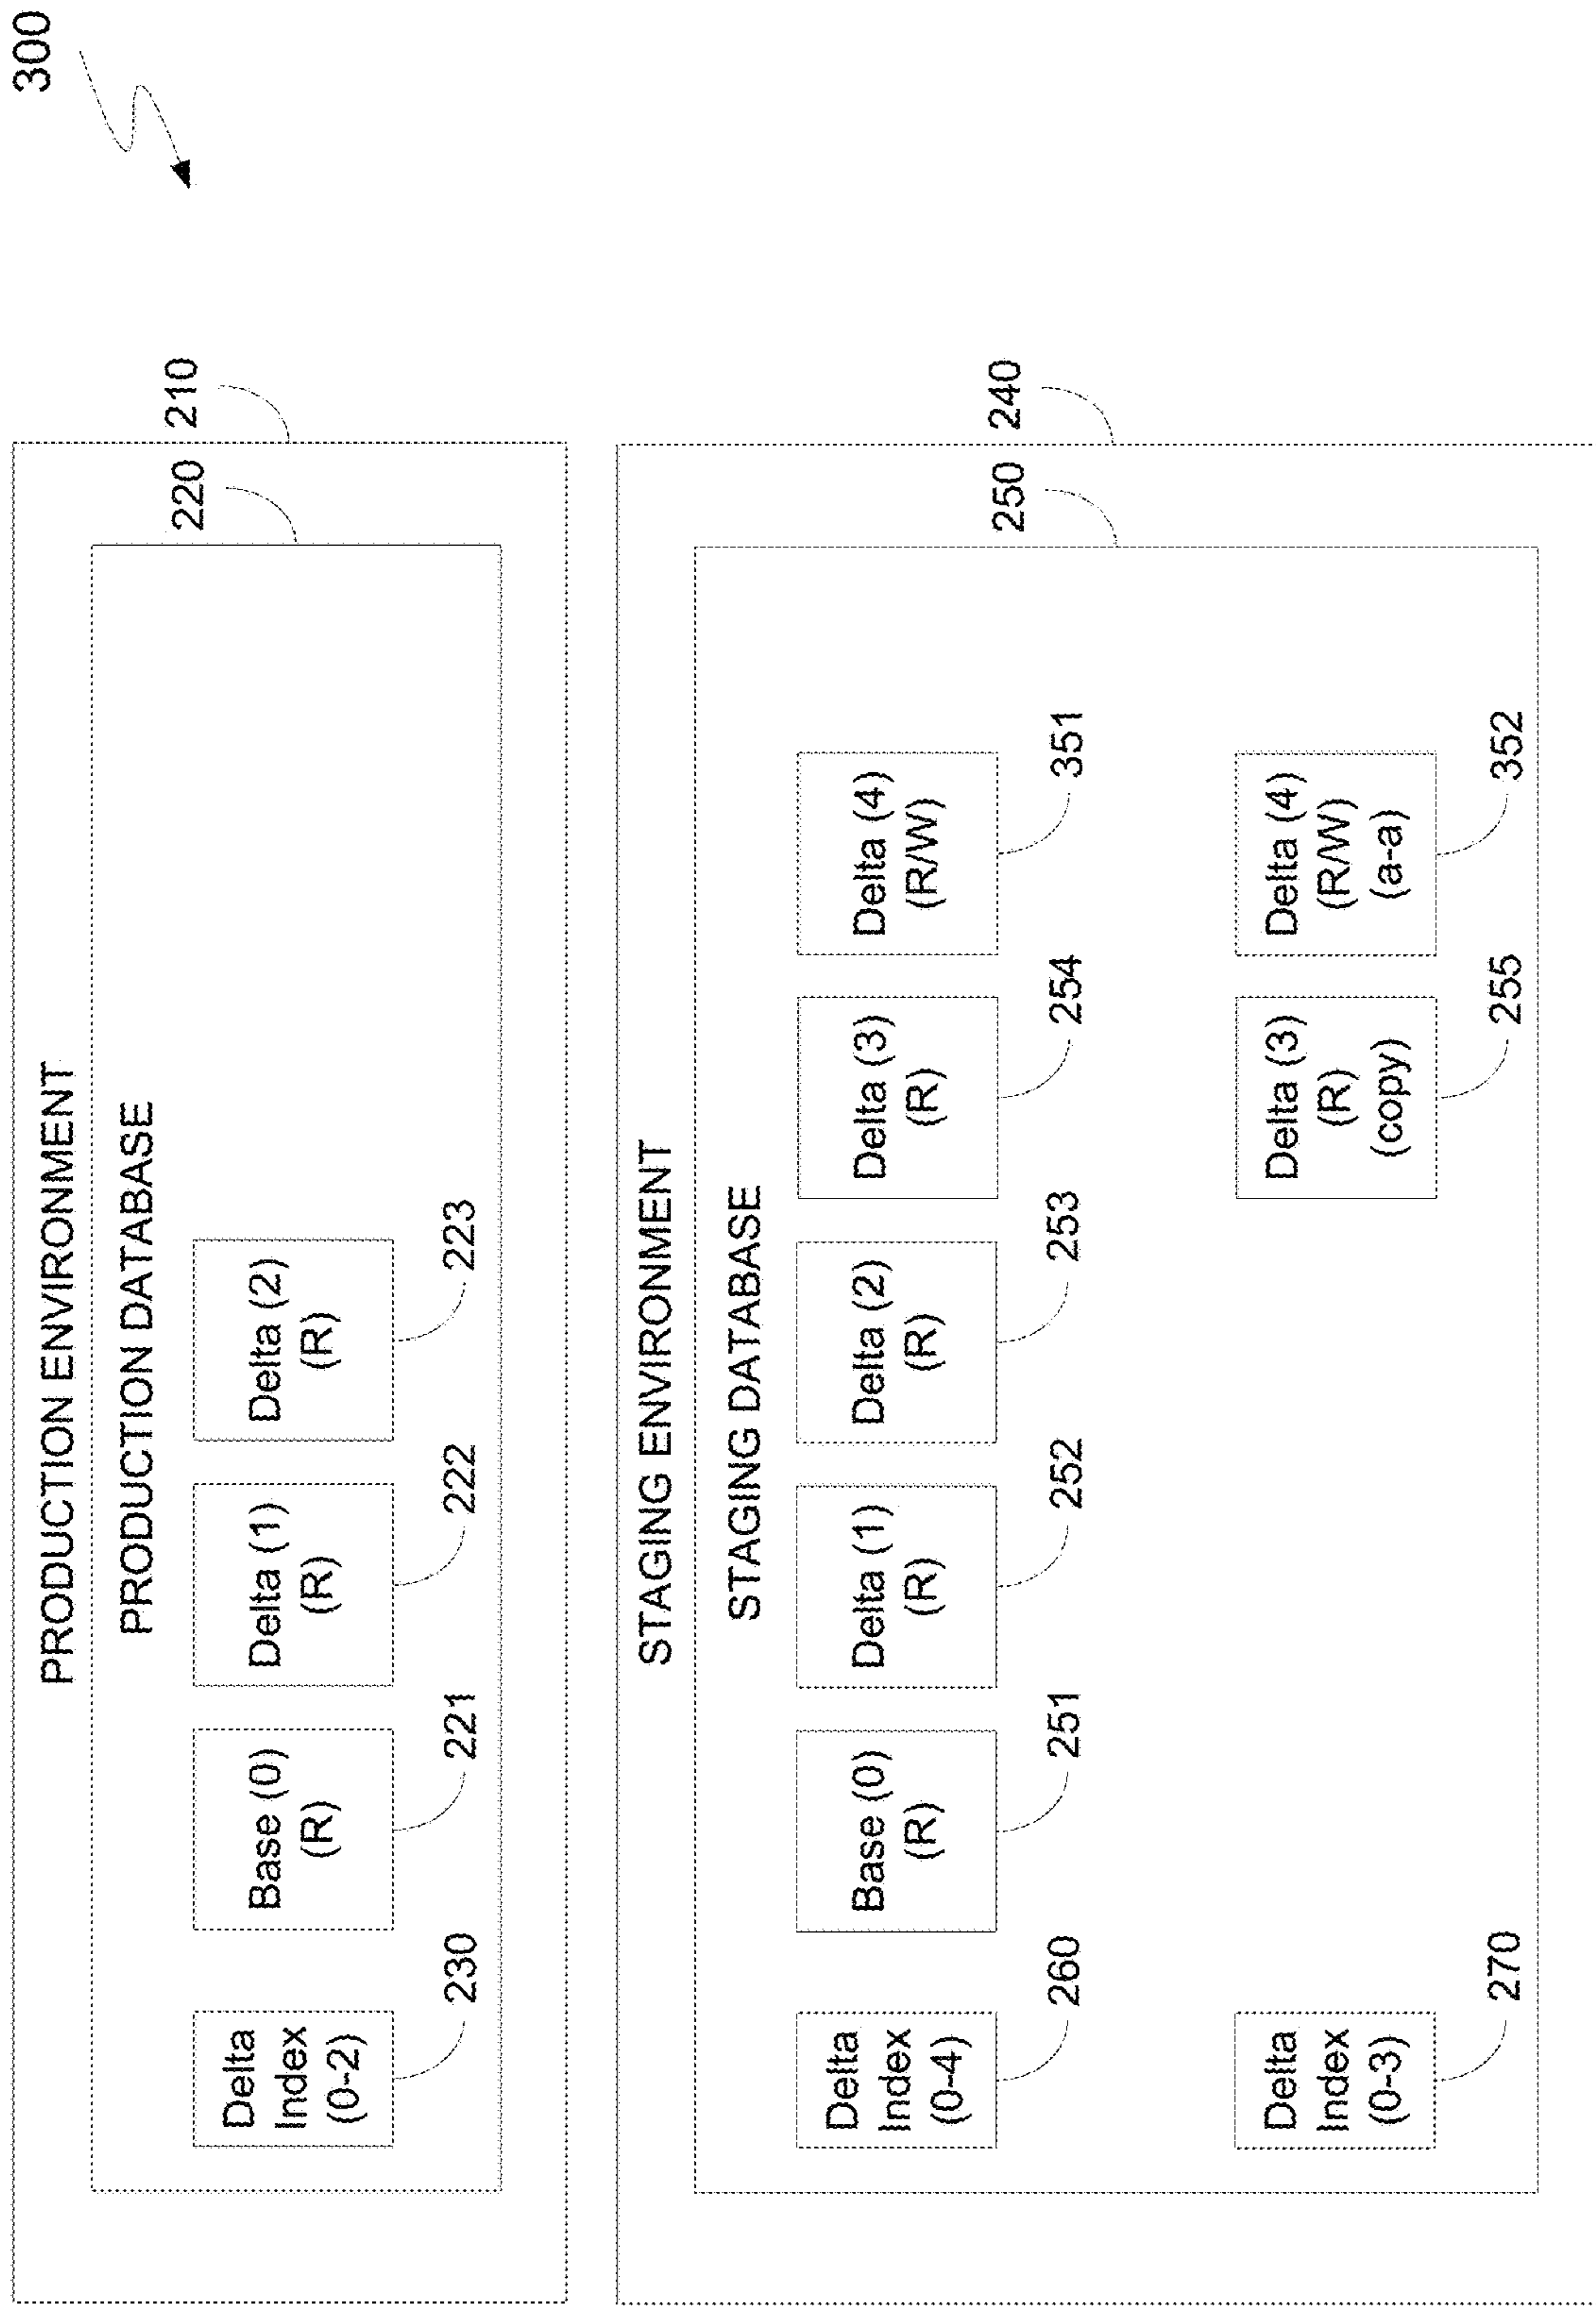 300
PRODUCTION ENVIRONMENT
210
PRODUCTION DATABASE
220
Delta
Index
(0-2)
230
Base (0)
(R)
221
Delta (1)
(R)
222
Delta (2)
(R)
223
STAGING ENVIRONMENT
240
STAGING DATABASE
250
Delta
Index
(0-4)
260
Base (0)
(R)
251
Delta (1)
(R)
252
Delta (2)
(R)
253
Delta (3)
(R)
254
Delta (4)
(R/W)
351
Delta
Index
(0-3)
270
Delta (3)
(R)
(copy)
255
Delta (4)
(R/W)
(a-a)
352